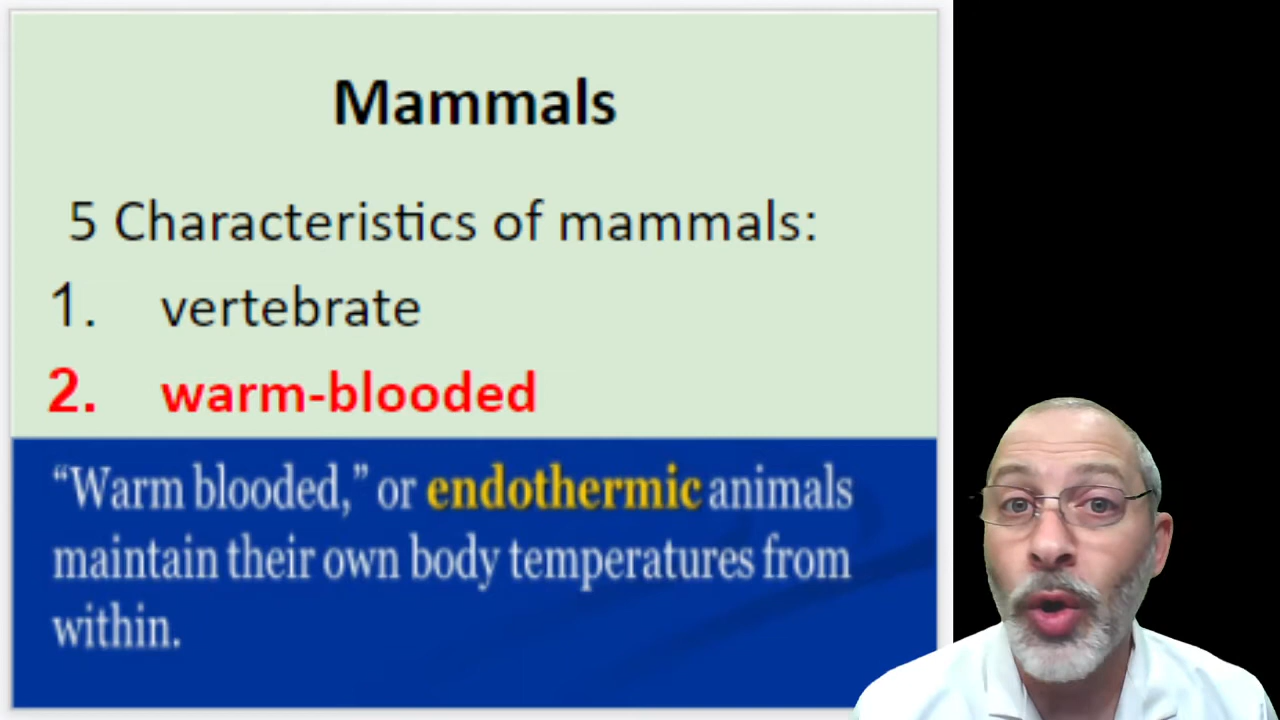 Mammals
5 Characteristics of mammals:
1. vertebrate
2. warm-blooded
“Warm blooded,” or endothermic animals
maintain their own body temperatures from
within.